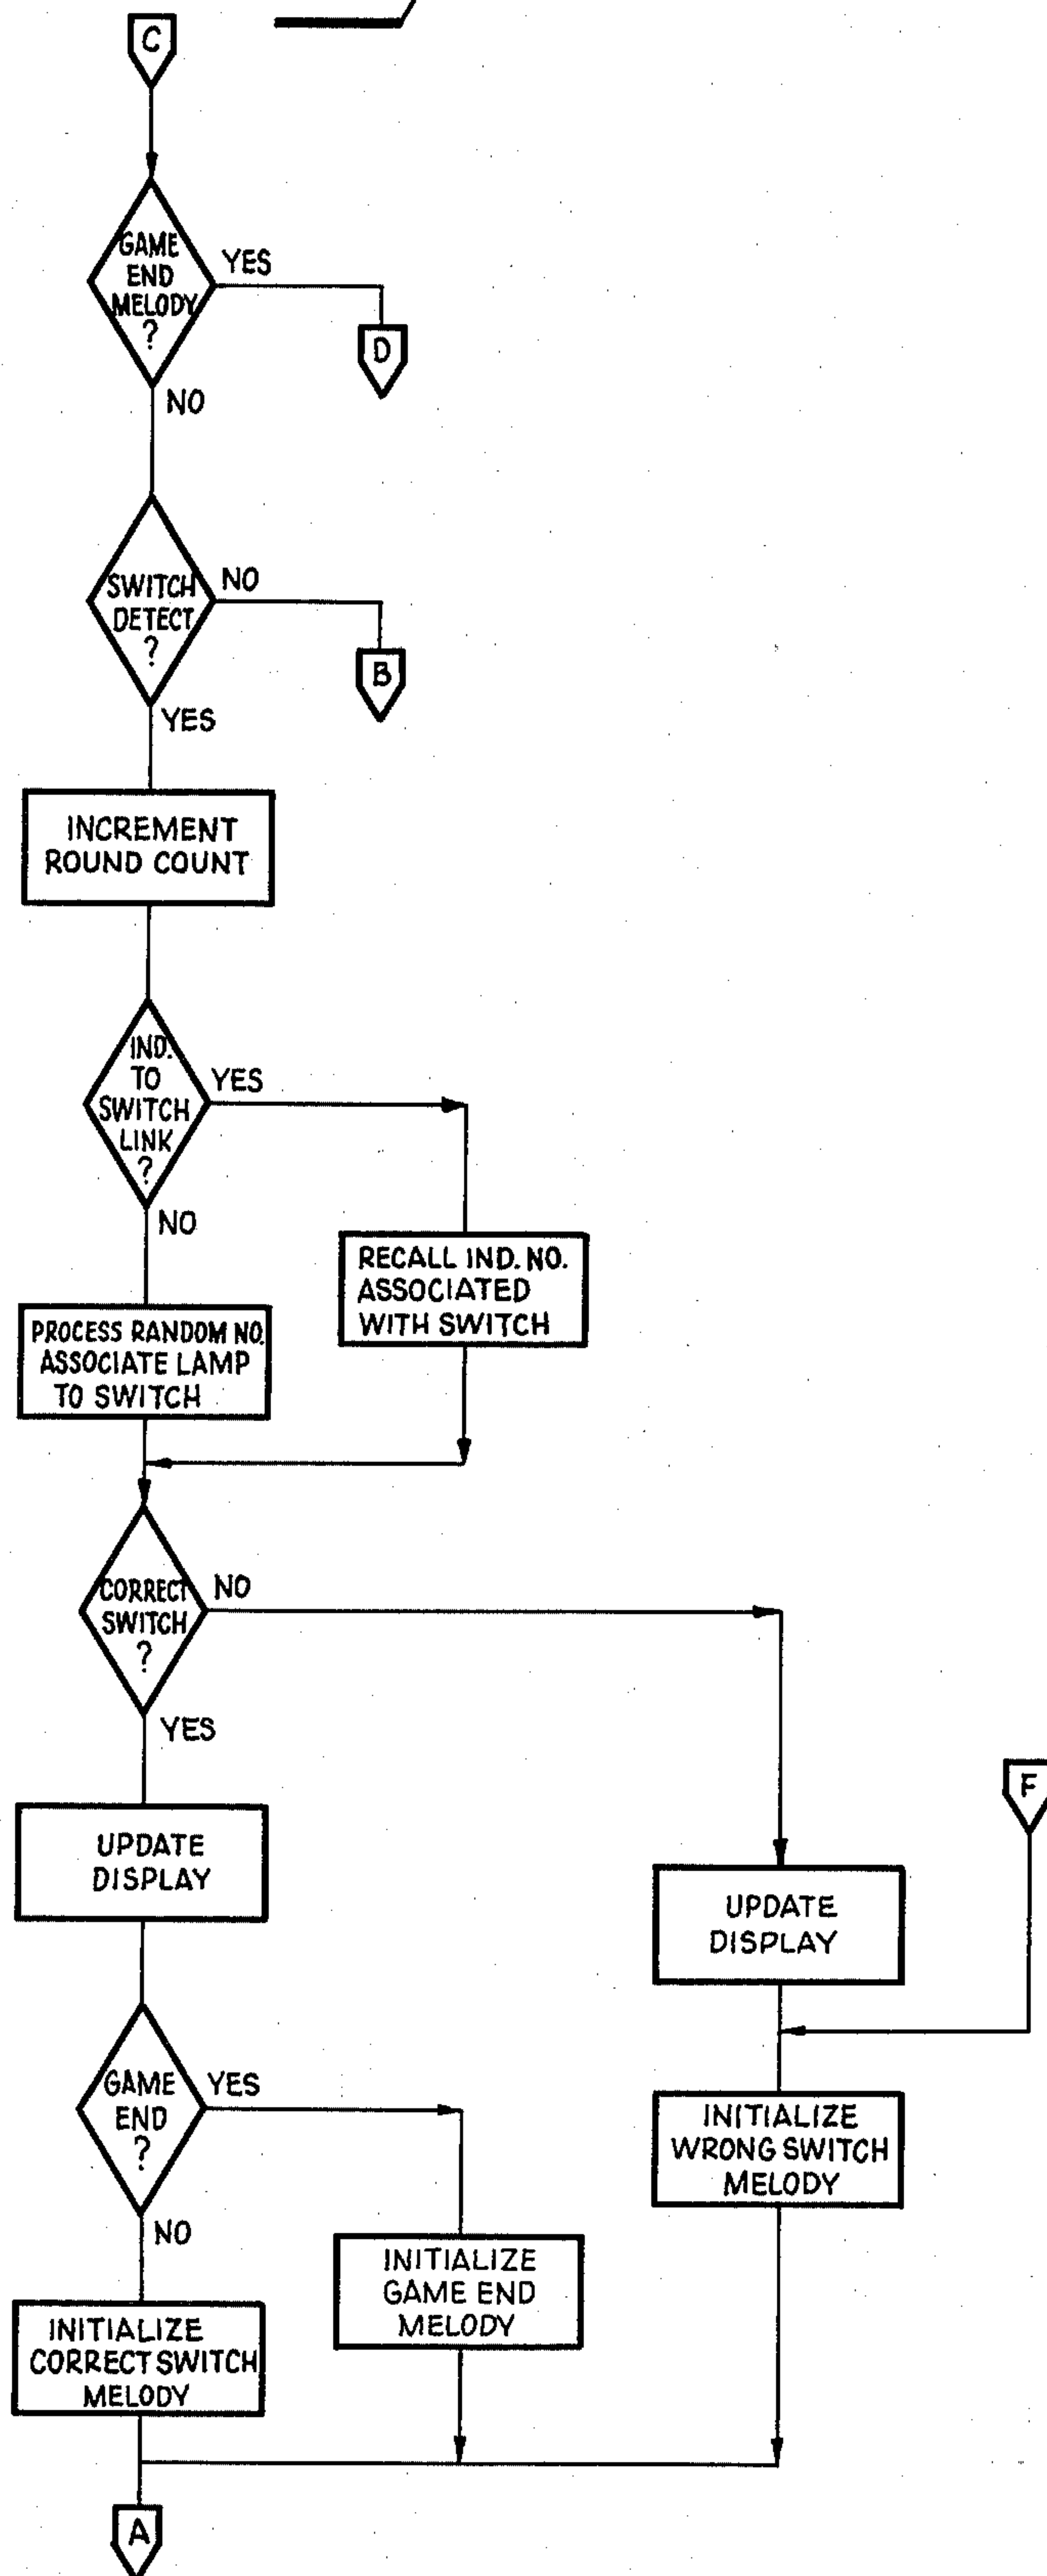 C
GAME
END
MELODY
?
YES
D
NO
SWITCH
DETECT
?
NO
B
YES
INCREMENT
ROUND COUNT
IND.
TO
SWITCH
LINK
?
YES
NO
RECALL IND. NO.
ASSOCIATED
WITH SWITCH
PROCESS RANDOM NO.
ASSOCIATE LAMP
TO SWITCH
CORRECT
SWITCH
?
NO
YES
F
UPDATE
DISPLAY
UPDATE
DISPLAY
GAME
END
?
YES
NO
INITIALIZE
WRONG SWITCH
MELODY
INITIALIZE
GAME END
MELODY
INITIALIZE
CORRECT SWITCH
MELODY
A